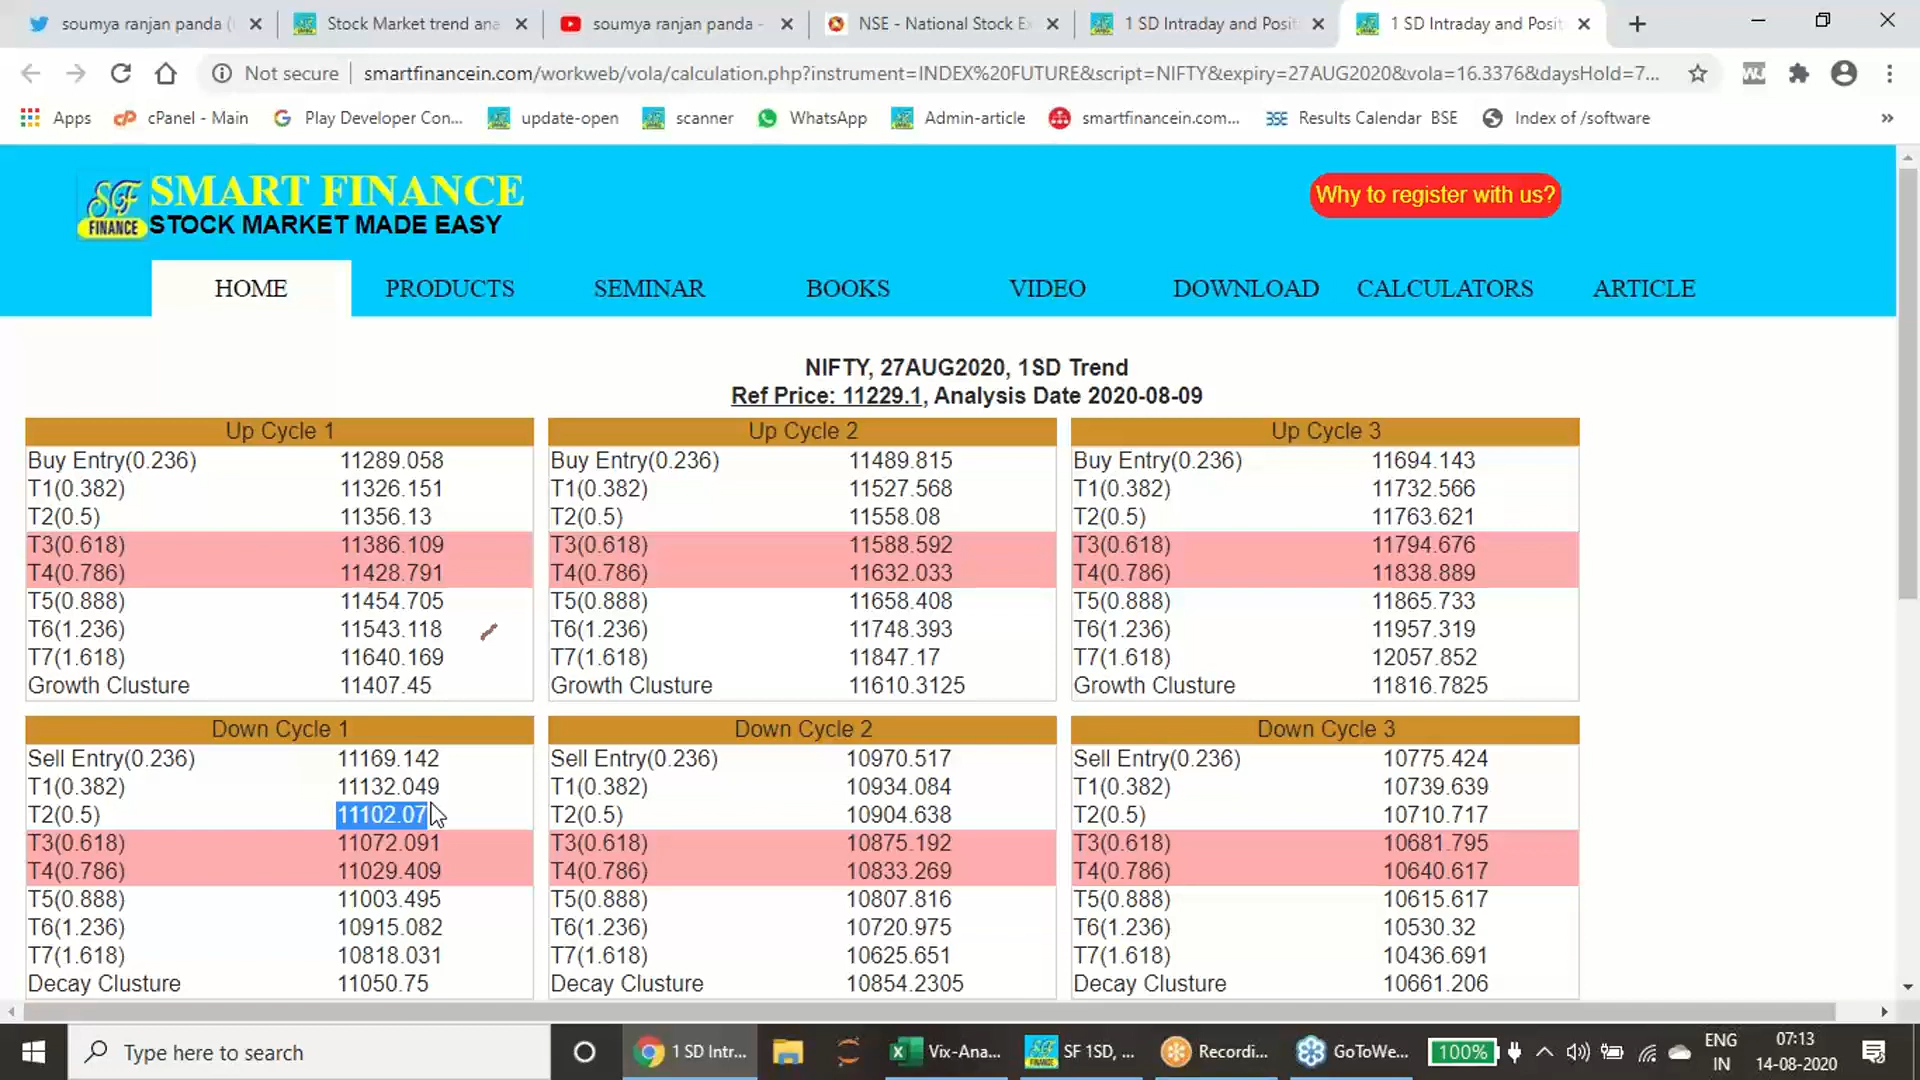 soumya ranjan panda (
Stock Market trend ana
soumya ranjan panda -
NSE - National Stock Ex
1 SD Intraday and Positi
1 SD Intraday and Positi
Not secure
smartfinancein.com/workweb/vola/calculation.php?instrument=INDEX%20FUTURE&script=NIFTY&expiry=27AUG2020&vola=16.3376&daysHold=7...
Apps
cPanel - Main
Play Developer Con...
update-open
scanner
WhatsApp
Admin-article
smartfinancein.com...
Results Calendar BSE
Index of /software
»
SF FINANCE
SMART FINANCE
STOCK MARKET MADE EASY
Why to register with us?
HOME PRODUCTS SEMINAR BOOKS VIDEO DOWNLOAD CALCULATORS ARTICLE
NIFTY, 27AUG2020, 1SD Trend
Ref Price: 11229.1, Analysis Date 2020-08-09
Up Cycle 1
Buy Entry(0.236) 11289.058
T1(0.382) 11326.151
T2(0.5) 11356.13
T3(0.618) 11386.109
T4(0.786) 11428.791
T5(0.888) 11454.705
T6(1.236) 11543.118
T7(1.618) 11640.169
Growth Clusture 11407.45
Up Cycle 2
Buy Entry(0.236) 11489.815
T1(0.382) 11527.568
T2(0.5) 11558.08
T3(0.618) 11588.592
T4(0.786) 11632.033
T5(0.888) 11658.408
T6(1.236) 11748.393
T7(1.618) 11847.17
Growth Clusture 11610.3125
Up Cycle 3
Buy Entry(0.236) 11694.143
T1(0.382) 11732.566
T2(0.5) 11763.621
T3(0.618) 11794.676
T4(0.786) 11838.889
T5(0.888) 11865.733
T6(1.236) 11957.319
T7(1.618) 12057.852
Growth Clusture 11816.7825
Down Cycle 1
Sell Entry(0.236) 11169.142
T1(0.382) 11132.049
T2(0.5) 11102.07
T3(0.618) 11072.091
T4(0.786) 11029.409
T5(0.888) 11003.495
T6(1.236) 10915.082
T7(1.618) 10818.031
Decay Clusture 11050.75
Down Cycle 2
Sell Entry(0.236) 10970.517
T1(0.382) 10934.084
T2(0.5) 10904.638
T3(0.618) 10875.192
T4(0.786) 10833.269
T5(0.888) 10807.816
T6(1.236) 10720.975
T7(1.618) 10625.651
Decay Clusture 10854.2305
Down Cycle 3
Sell Entry(0.236) 10775.424
T1(0.382) 10739.639
T2(0.5) 10710.717
T3(0.618) 10681.795
T4(0.786) 10640.617
T5(0.888) 10615.617
T6(1.236) 10530.32
T7(1.618) 10436.691
Decay Clusture 10661.206
Type here to search
1 SD Intr...
Vix-Ana...
SF 1SD, ...
Recordi...
GoToWe...
100%
ENG
IN
07:13
14-08-2020